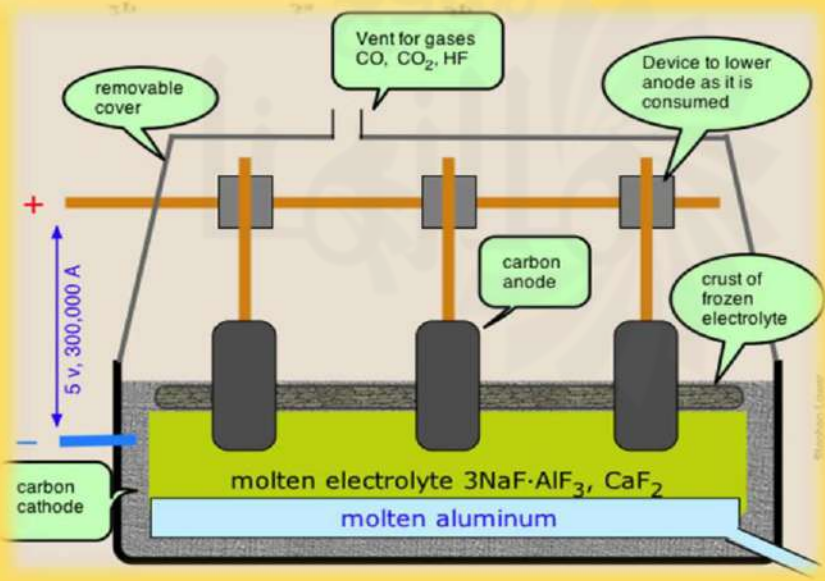 Vent for gases
CO, CO₂, HF
removable
cover
Device to lower
anode as it is
consumed
+
5 v, 300,000 A
carbon
anode
crust of
frozen
electrolyte
–
carbon
cathode
molten electrolyte 3NaF·AlF₃, CaF₂
molten aluminum